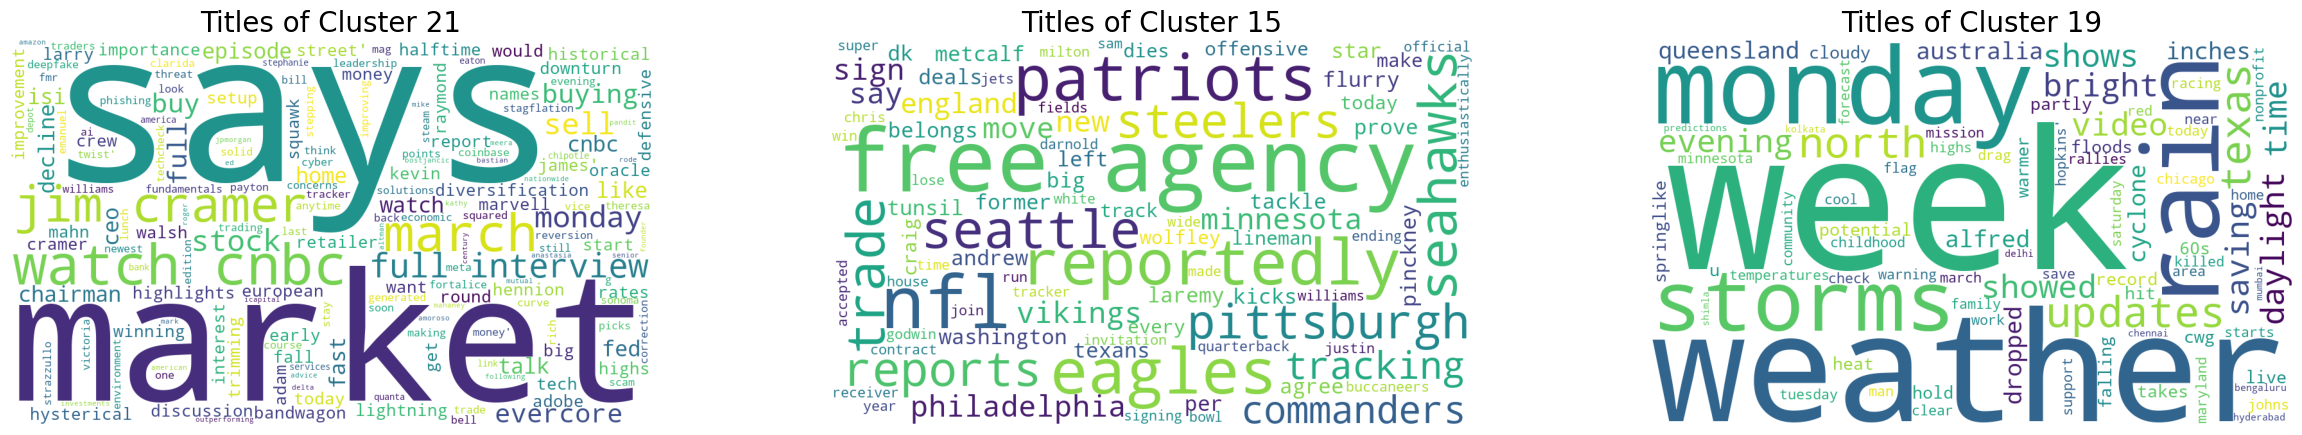 Titles of Cluster 21
amazon traders importance episode street' halftime mag would historical
larry deepfake clarida stephanie leadership eaton downturn
fmr threat bill money evening
improvement isi phishing look buy setup names buying
says
decline ai america full squawk raymond stagflation defensive
depot emanuel crew jpmorgan stepping improving steam mike sell pandit
twist' techcheck solid ed think cyber report meera cnbc
home points coinbase chipotle rode
concerns kevin bostjancic bastian james' oracle
williams fundamentals payton tracker solutions diversification nationwide like
jim cramer anytime watch marvell kathy vice theresa
ceo lunch trading back economic squared march monday
mahn walsh stock last retailer century reversion still start
cramer newest roger altman anastasia senior founder
watch cnbc edition meta full interview
bank mutual
chairman highlights european want fortalice hennion rates
generated round curve sonoma
market
icapital soon mahaney stay
winning interest early making amoroso money' rich picks corrections
mark trimming course fall get big fed
strazzullo victoria environment american services fast link talk highs
one advice adam following tech scam
delta today quanta adobe
investments
hysterical discussion bandwagon lightning trade evercore
outperforming bell
Titles of Cluster 15
super dk metcalf milton sam dies offensive star official
sign deals jets patriots flurry make
say england fields today enthusiastically
chris belongs move new steelers prove seahawks
win darnold
free agency
lose left
tunsil former big white track tackle
trade craig seattle wolfley wide minnesota lineman pinckney ending
time andrew
accepted house run made reportedly
nfl tracker laremy kicks williams
join vikings every pittsburgh
godwin washington invitation
contract texans quarterback justin
reports eagles tracking
receiver agree buccaneers
year philadelphia signing per bowl commanders
Titles of Cluster 19
queensland cloudy australia shows inches
monday bright racing nonprofit
forecast partly red
predictions kolkata mission near video today
evening north highs floods texas time
minnesota drag rallies
flag warmer hopkins chicago
week rain
springlike cool community saturday cyclone home
potential 60s
childhood alfred killed saving daylight
u delhi area
temperatures check warning march save record
storms showed hit mumbai
shimla family updates
work chennai starts
weather
heat dropped cwg
man hold support falling takes live
tuesday clear maryland bengaluru
johns
hyderabad